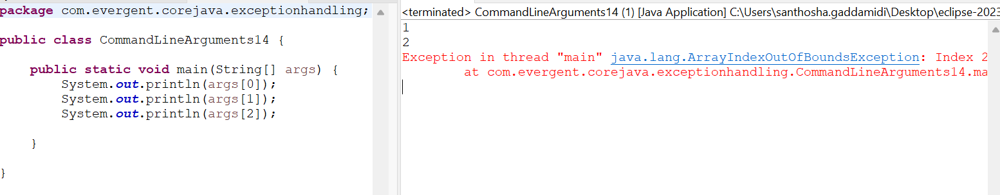 package com.evergent.corejava.exceptionhandling;
public class CommandLineArguments14 {
public static void main(String[] args) {
System.out.println(args[0]);
System.out.println(args[1]);
System.out.println(args[2]);
}
}
<terminated> CommandLineArguments14 (1) [Java Application] C:\Users\santhosha.gaddamidi\Desktop\eclipse-2023
1
2
Exception in thread "main" java.lang.ArrayIndexOutOfBoundsException: Index 2
at com.evergent.corejava.exceptionhandling.CommandLineArguments14.ma